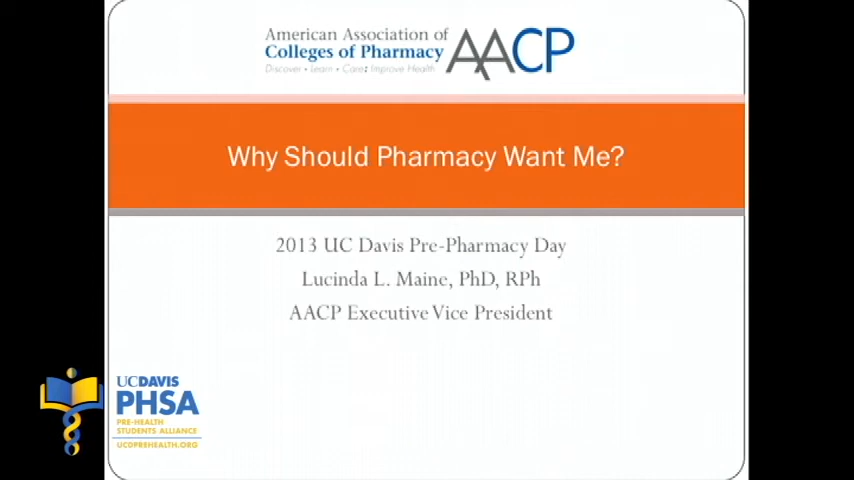 American Association of
Colleges of Pharmacy
Discover • Learn • Care: Improve Health
AACP
Why Should Pharmacy Want Me?
2013 UC Davis Pre-Pharmacy Day
Lucinda L. Maine, PhD, RPh
AACP Executive Vice President
UCDAVIS
PHSA
PRE-HEALTH
STUDENTS ALLIANCE
UCDPREHEALTH.ORG